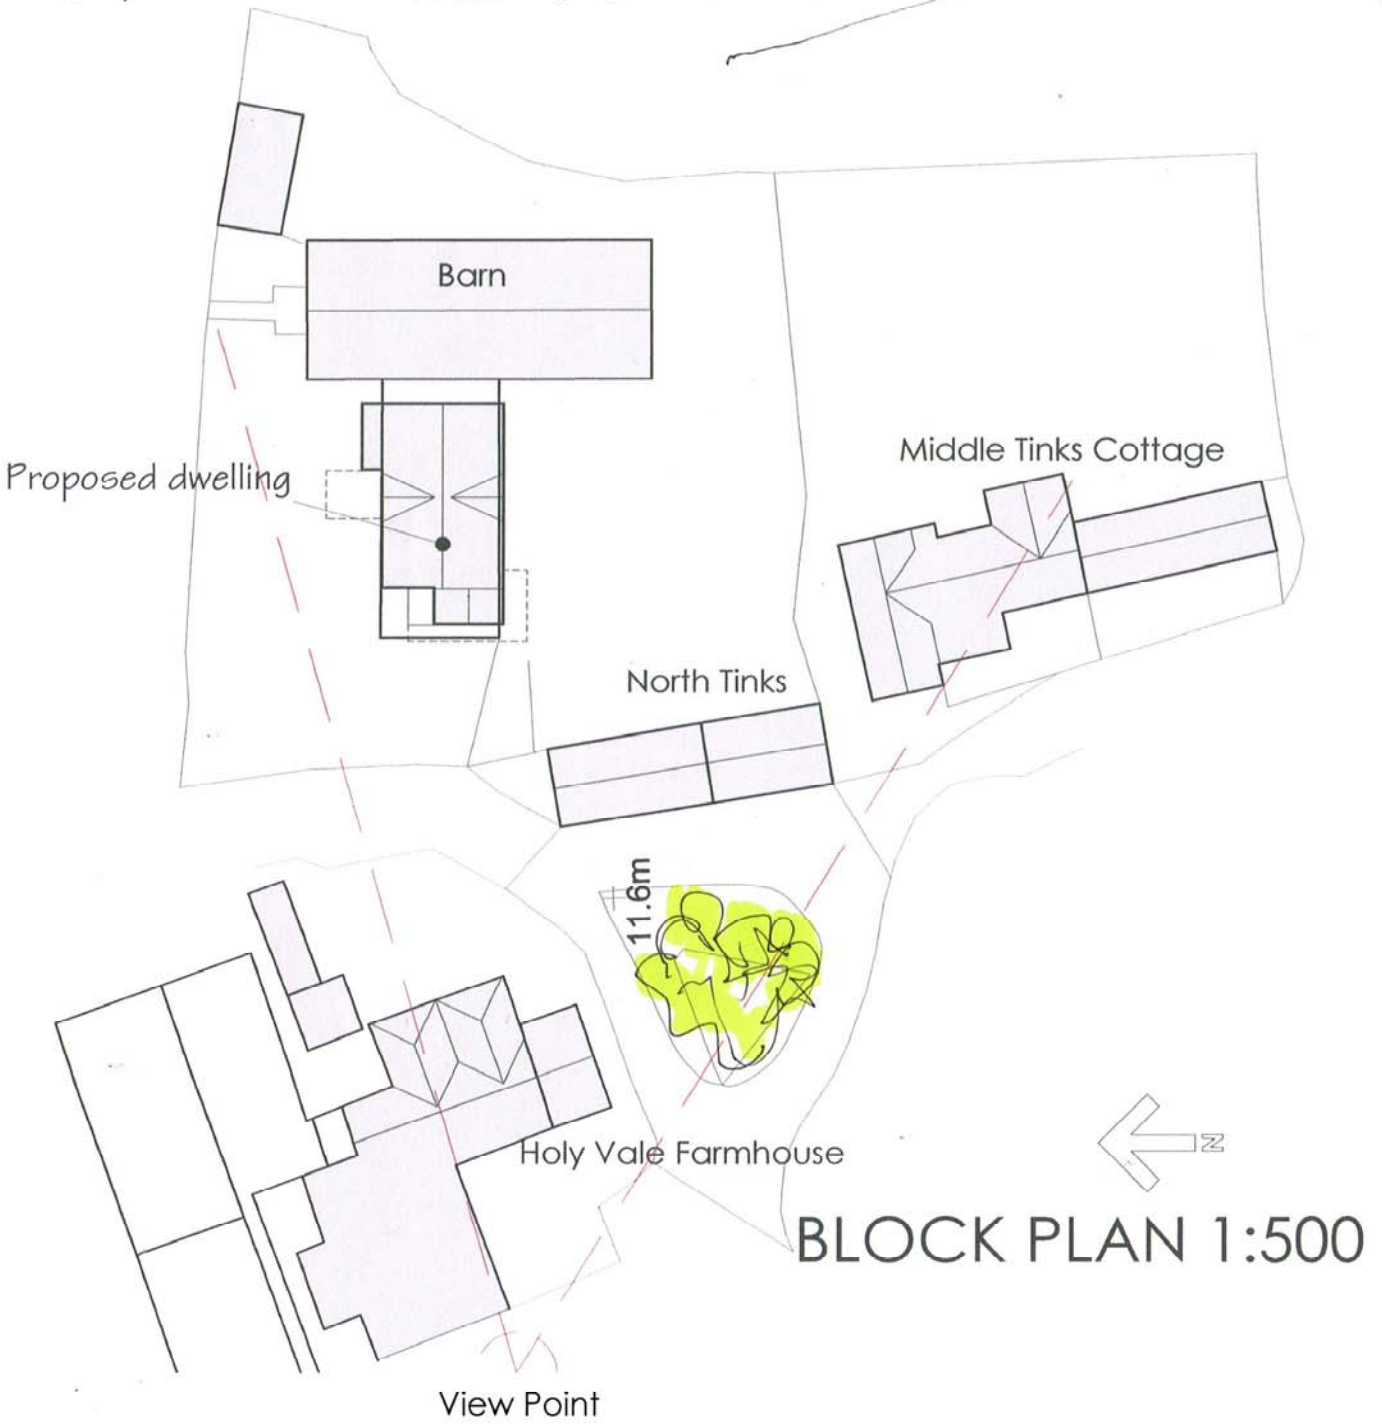 Barn
Proposed dwelling
Middle Tinks Cottage
North Tinks
11.6m
Holy Vale Farmhouse
N
BLOCK PLAN 1:500
View Point